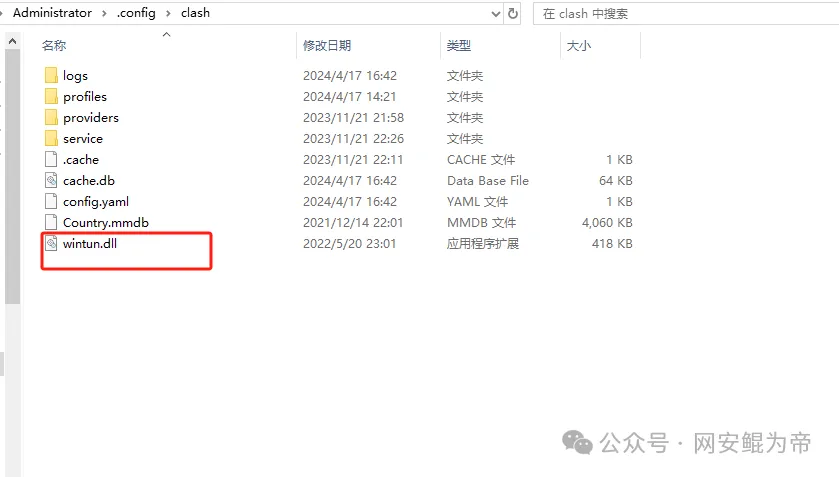 Administrator › .config › clash 在 clash 中搜索
名称 修改日期 类型 大小
logs 2024/4/17 16:42 文件夹
profiles 2024/4/17 14:21 文件夹
providers 2023/11/21 21:58 文件夹
service 2023/11/21 22:26 文件夹
.cache 2023/11/21 22:11 CACHE 文件 1 KB
cache.db 2024/4/17 16:42 Data Base File 64 KB
config.yaml 2024/4/17 16:42 YAML 文件 1 KB
Country.mmdb 2021/12/14 22:01 MMDB 文件 4,060 KB
wintun.dll 2022/5/20 23:01 应用程序扩展 418 KB
公众号 · 网安鲲为帝